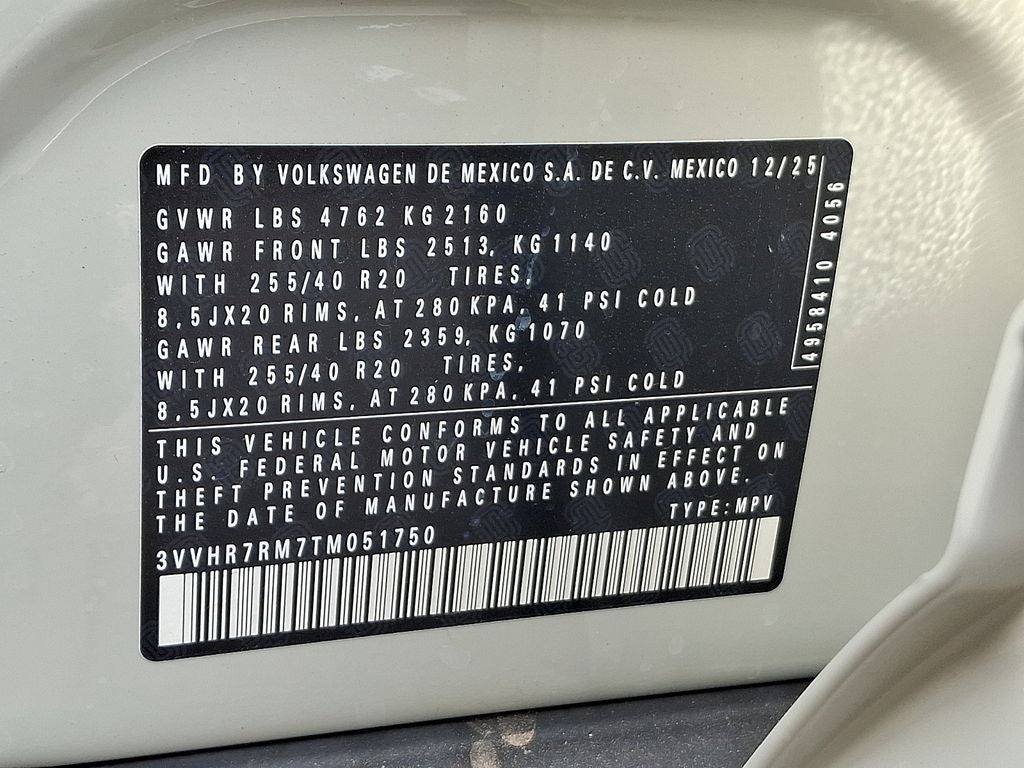 MFD BY VOLKSWAGEN DE MEXICO S.A. DE C.V. MEXICO 12/25
GVWR LBS 4762 KG 2160
GAWR FRONT LBS 2513, KG 1140
WITH 255/40 R20 TIRES,
8,5JX20 RIMS, AT 280 KPA, 41 PSI COLD
GAWR REAR LBS 2359, KG 1070
WITH 255/40 R20 TIRES,
8,5JX20 RIMS, AT 280 KPA, 41 PSI COLD
4958410 4056
THIS VEHICLE CONFORMS TO ALL APPLICABLE
U.S. FEDERAL MOTOR VEHICLE SAFETY AND
THEFT PREVENTION STANDARDS IN EFFECT ON
THE DATE OF MANUFACTURE SHOWN ABOVE.
TYPE: MPV
3VVHR7RM7TM051750